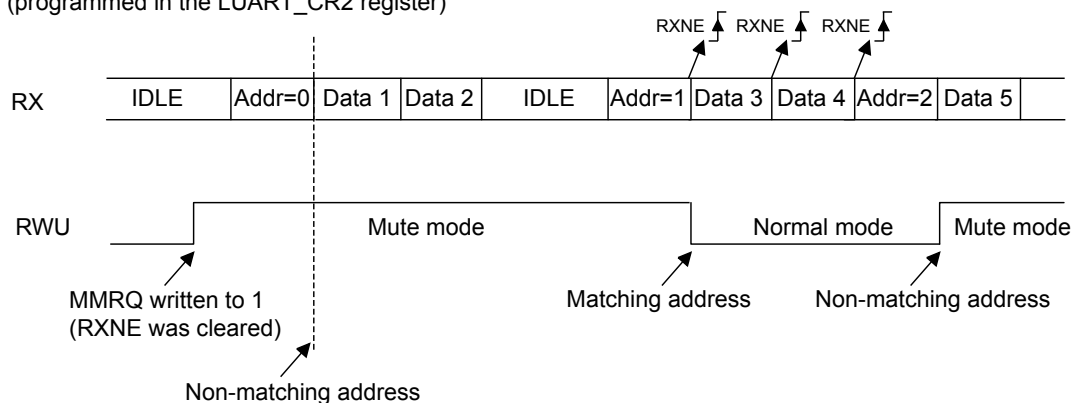 (programmed in the LUART_CR2 register)
RXNE RXNE RXNE
RX IDLE Addr=0 Data 1 Data 2 IDLE Addr=1 Data 3 Data 4 Addr=2 Data 5
RWU Mute mode Normal mode Mute mode
MMRQ written to 1
(RXNE was cleared)
Matching address Non-matching address
Non-matching address